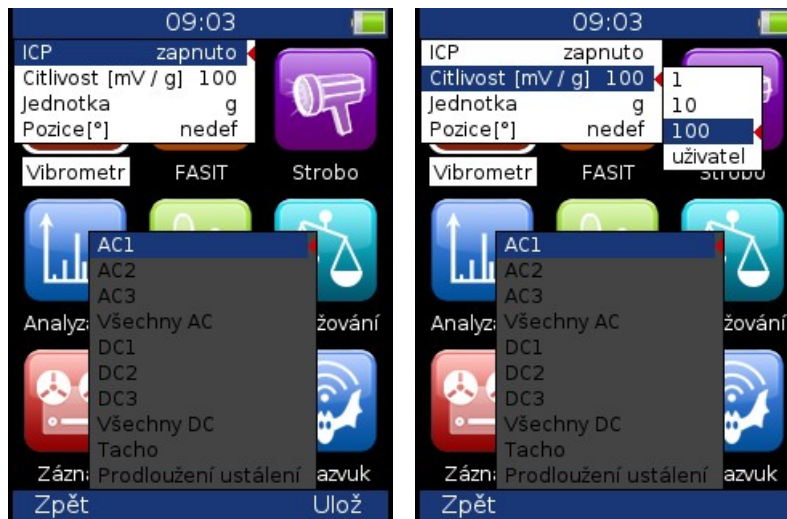 09:03
ICP zapnuto
Citlivost [mV / g] 100
Jednotka g
Pozice[°] nedef
Vibrometr FASIT Strobo
AC1
AC2
AC3
Všechny AC
DC1
DC2
DC3
Všechny DC
Tacho
Prodloužení ustálení
Zpět Ulož
09:03
ICP zapnuto
Citlivost [mV / g] 100
Jednotka g
Pozice[°] nedef
1
10
100
uživatel
Vibrometr FASIT Strobo
AC1
AC2
AC3
Všechny AC
DC1
DC2
DC3
Všechny DC
Tacho
Prodloužení ustálení
Zpět